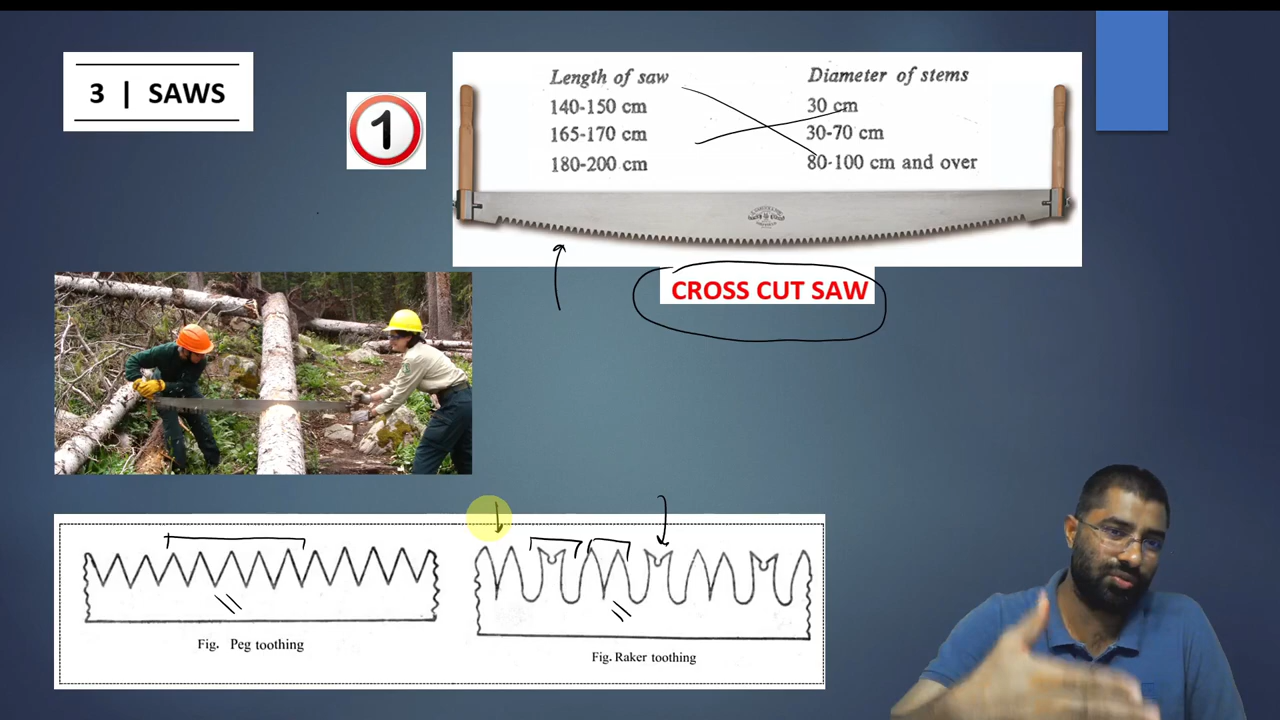 3 | SAWS
1
Length of saw Diameter of stems
140-150 cm 30 cm
165-170 cm 30-70 cm
180-200 cm 80-100 cm and over
CROSS CUT SAW
Fig. Peg toothing
Fig. Raker toothing